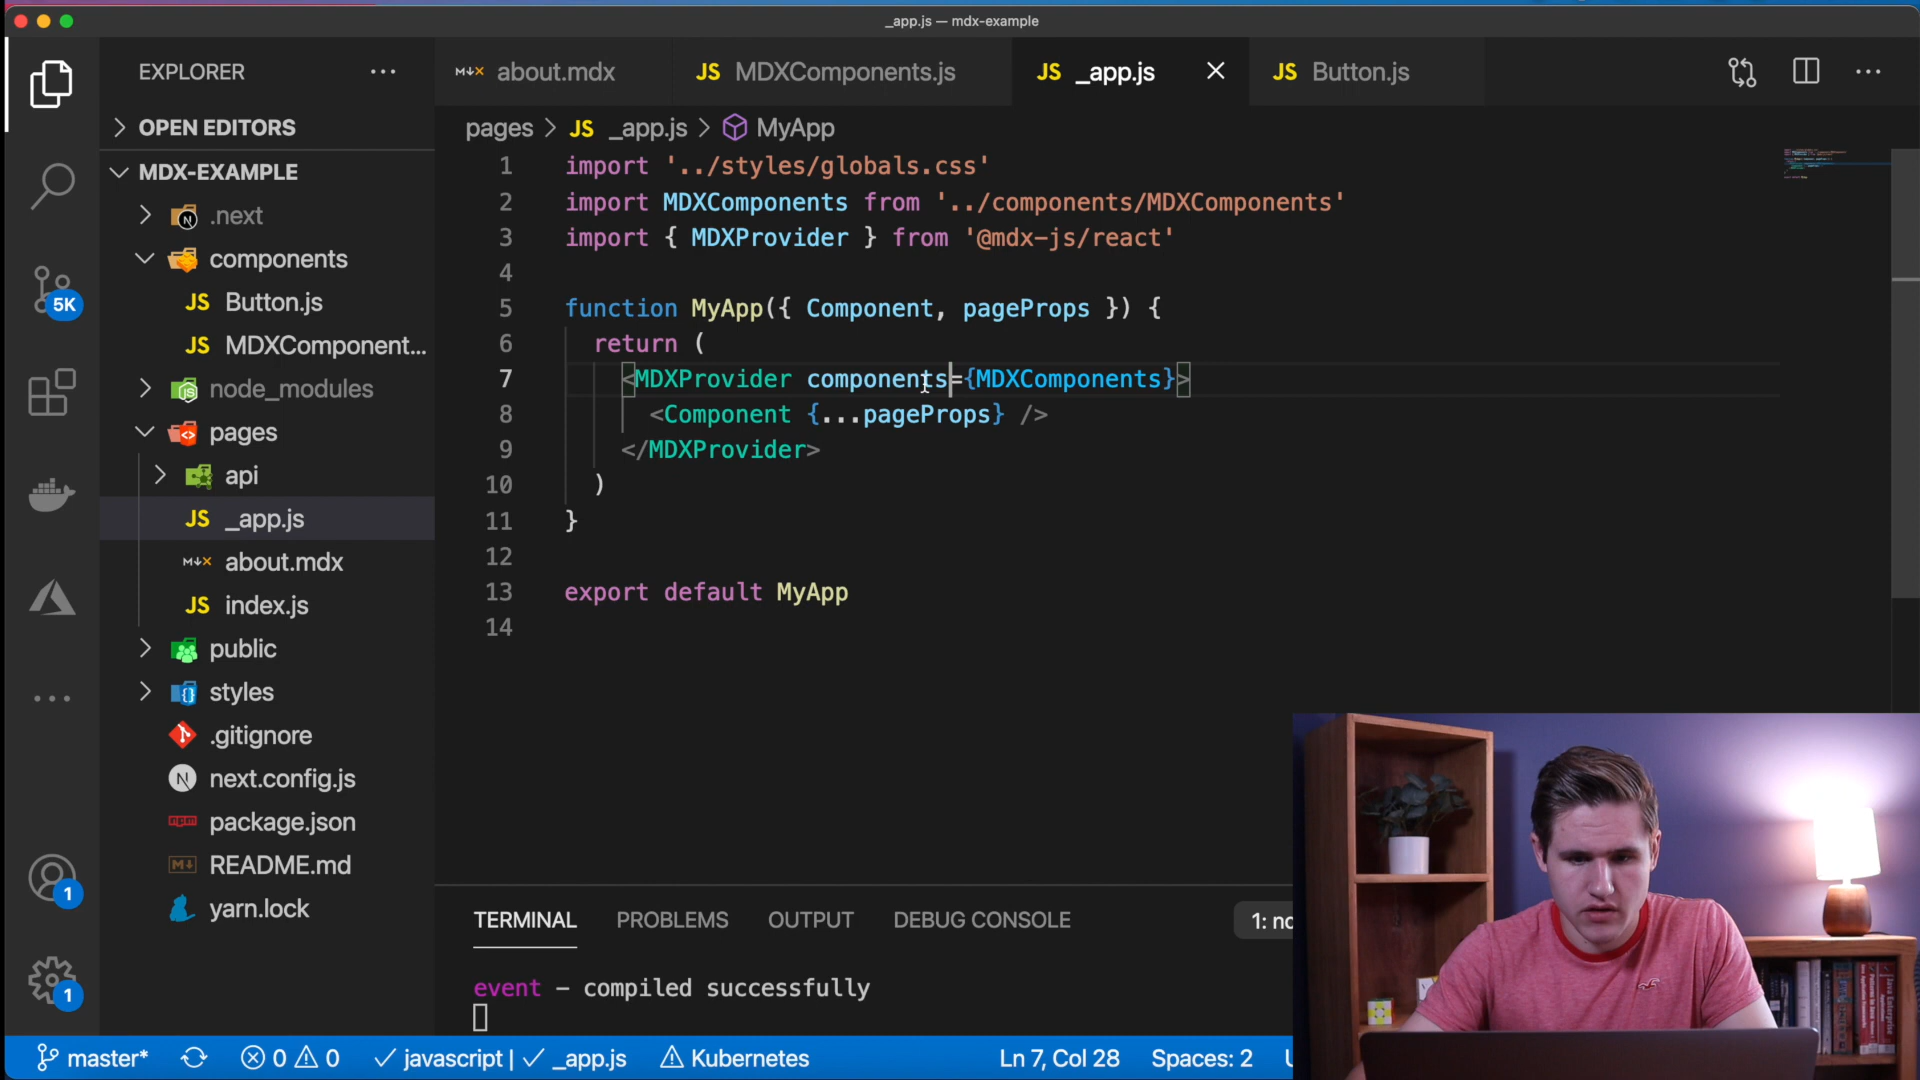 _app.js — mdx-example
EXPLORER
OPEN EDITORS
MDX-EXAMPLE
.next
components
JS Button.js
JS MDXComponent...
node_modules
pages
api
JS _app.js
about.mdx
JS index.js
public
styles
.gitignore
next.config.js
package.json
README.md
yarn.lock
5K
1
1
about.mdx
JS MDXComponents.js
JS _app.js
JS Button.js
pages > JS _app.js > MyApp
1 import '../styles/globals.css'
2 import MDXComponents from '../components/MDXComponents'
3 import { MDXProvider } from '@mdx-js/react'
4
5 function MyApp({ Component, pageProps }) {
6 return (
7 <MDXProvider components={MDXComponents}>
8 <Component {...pageProps} />
9 </MDXProvider>
10 )
11 }
12
13 export default MyApp
14
TERMINAL PROBLEMS OUTPUT DEBUG CONSOLE 1:
event - compiled successfully
master* 0 0 javascript | _app.js Kubernetes Ln 7, Col 28 Spaces: 2